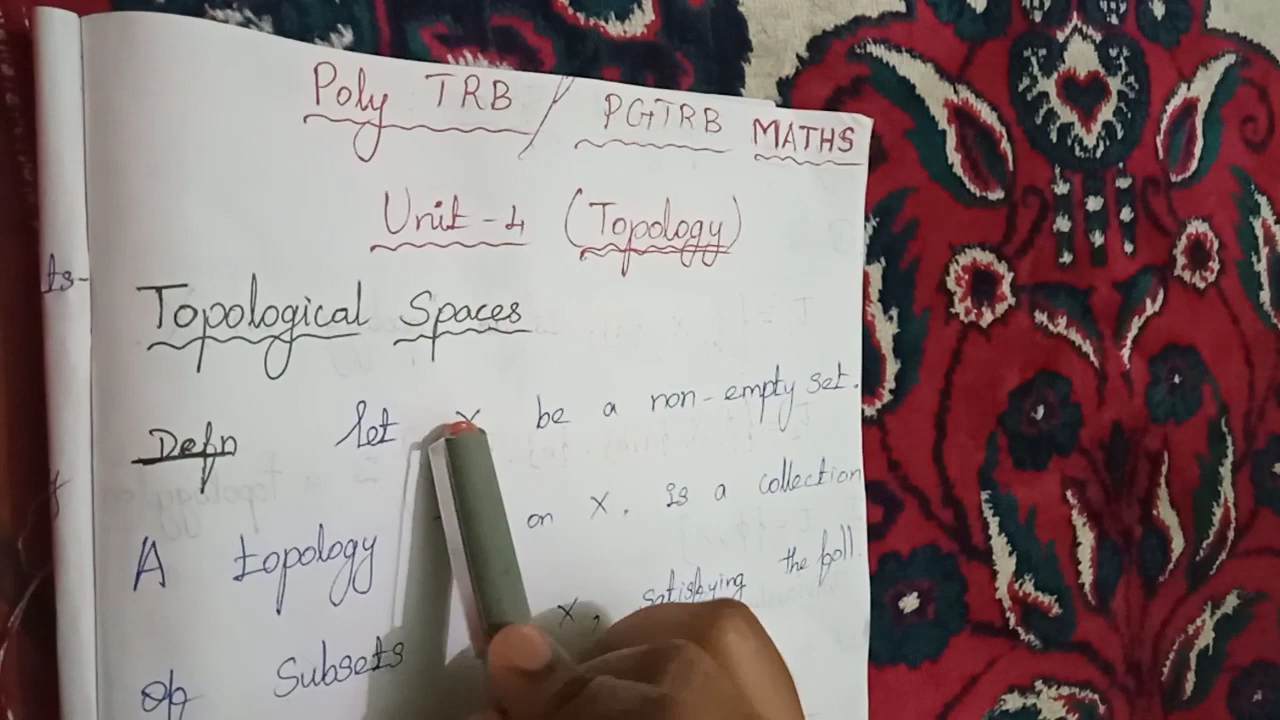 Poly TRB / PGTRB MATHS
Unit - 4 (Topology)
Topological Spaces
Defn let X be a non-empty set.
A topology on X. is a collection
of subsets X, satisfying the foll.
ts-